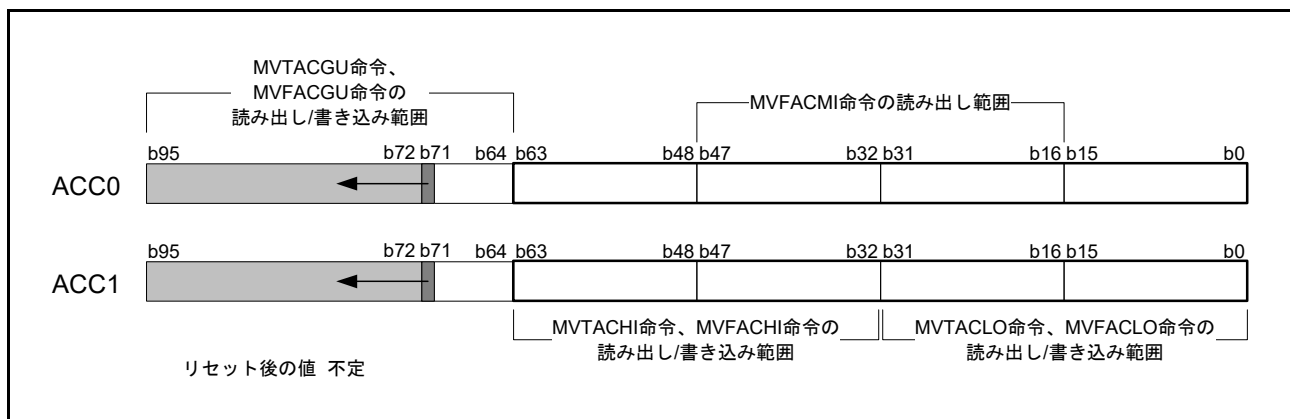 MVTACGU命令、
MVFACGU命令の
読み出し/書き込み範囲
MVFACMI命令の読み出し範囲
b95 b72 b71 b64 b63 b48 b47 b32 b31 b16 b15 b0
ACC0
b95 b72 b71 b64 b63 b48 b47 b32 b31 b16 b15 b0
ACC1
MVTACHI命令、MVFACHI命令の
読み出し/書き込み範囲
MVTACLO命令、MVFACLO命令の
読み出し/書き込み範囲
リセット後の値 不定